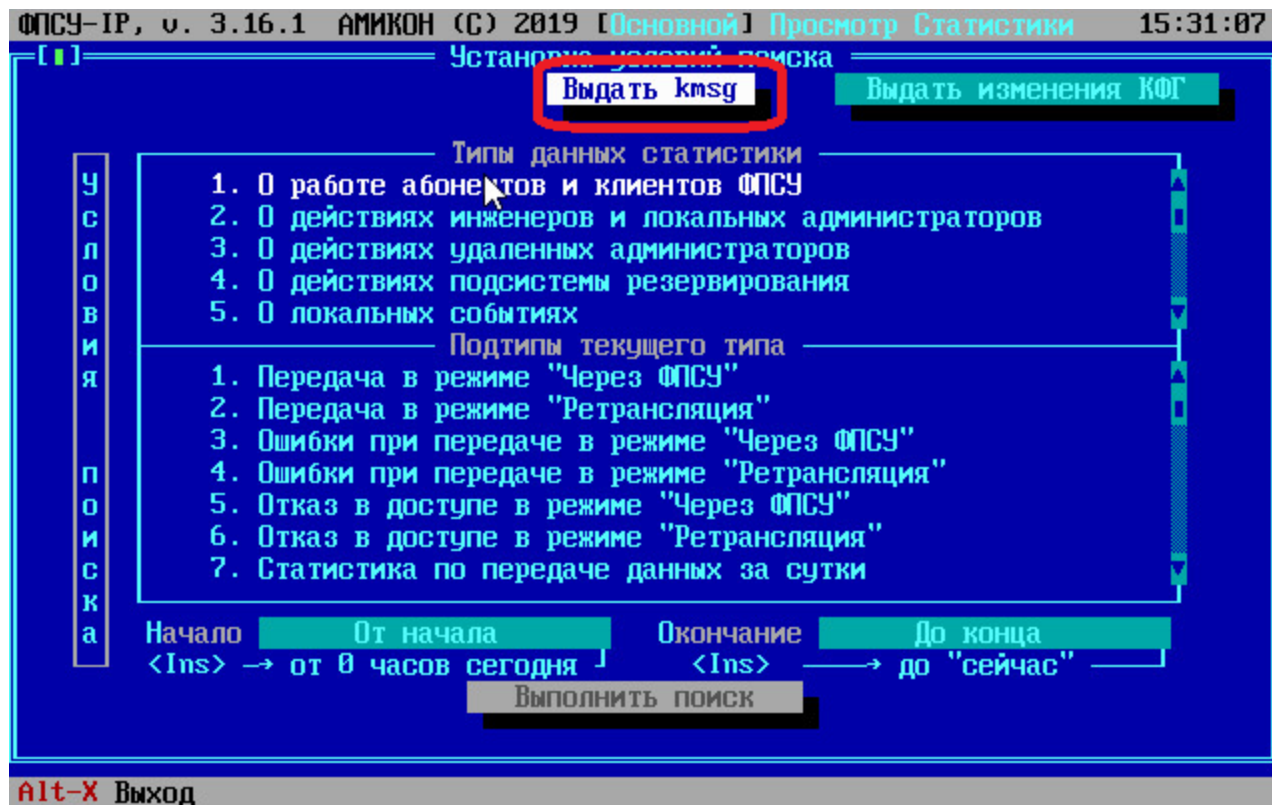 ФПСУ-IP, v. 3.16.1 АМИКОН (C) 2019 [Основной] Просмотр Статистики 15:31:07
Установка условий поиска
Выдать kmsg Выдать изменения КФГ
Условия поиска
Типы данных статистики
1. О работе абонентов и клиентов ФПСУ
2. О действиях инженеров и локальных администраторов
3. О действиях удаленных администраторов
4. О действиях подсистемы резервирования
5. О локальных событиях
Подтипы текущего типа
1. Передача в режиме "Через ФПСУ"
2. Передача в режиме "Ретрансляция"
3. Ошибки при передаче в режиме "Через ФПСУ"
4. Ошибки при передаче в режиме "Ретрансляция"
5. Отказ в доступе в режиме "Через ФПСУ"
6. Отказ в доступе в режиме "Ретрансляция"
7. Статистика по передаче данных за сутки
Начало От начала Окончание До конца
<Ins> → от 0 часов сегодня <Ins> → до "сейчас"
Выполнить поиск
Alt-X Выход